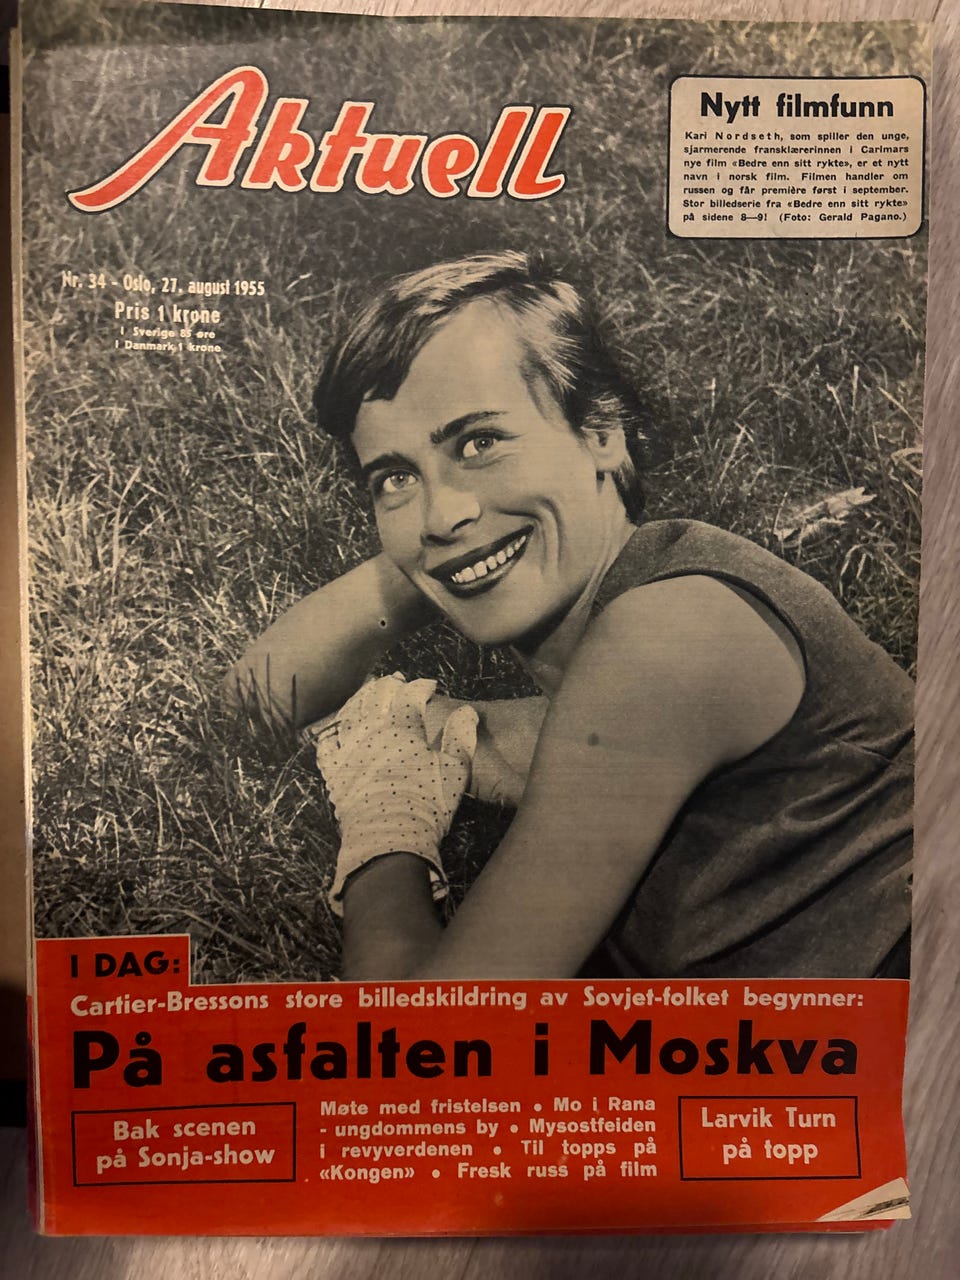 Aktuell
Nytt filmfunn
Kari Nordseth, som spiller den unge,
sjarmerende fransklærerinnen i Carlmars
nye film «Bedre enn sitt rykte», er et nytt
navn i norsk film. Filmen handler om
russen og får première først i september.
Stor billedserie fra «Bedre enn sitt rykte»
på sidene 8—9! (Foto: Gerald Pagano.)
Nr. 34 - Oslo, 27. august 1955
Pris 1 krone
I Sverige 85 øre
I Danmark 1 krone
I DAG:
Cartier-Bressons store billedskildring av Sovjet-folket begynner:
På asfalten i Moskva
Bak scenen
på Sonja-show
Møte med fristelsen • Mo i Rana
- ungdommens by • Mysostfeiden
i revyverdenen • Til topps på
«Kongen» • Fresk russ på film
Larvik Turn
på topp